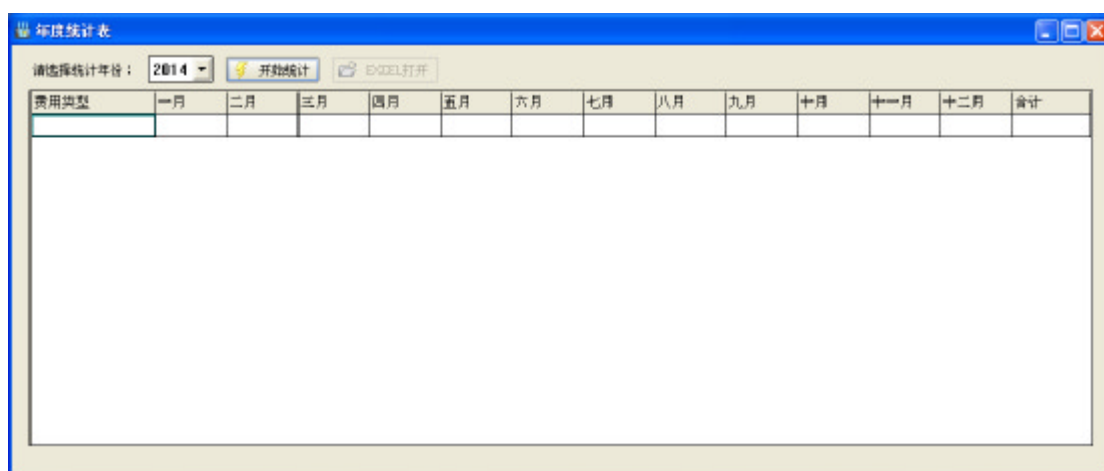 年度统计表
请选择统计年份： 2014 开始统计 EXCEL打开
费用类型 一月 二月 三月 四月 五月 六月 七月 八月 九月 十月 十一月 十二月 合计